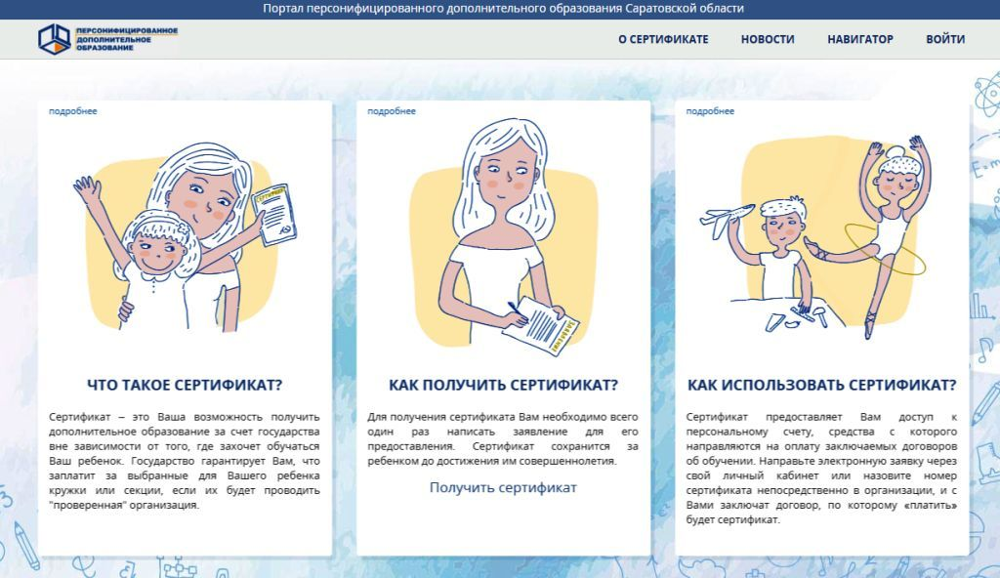 Портал персонифицированного дополнительного образования Саратовской области
ПЕРСОНИФИЦИРОВАННОЕ
ДОПОЛНИТЕЛЬНОЕ
ОБРАЗОВАНИЕ
О СЕРТИФИКАТЕ НОВОСТИ НАВИГАТОР ВОЙТИ
подробнее
СЕРТИФИКАТ
ЧТО ТАКОЕ СЕРТИФИКАТ?
Сертификат – это Ваша возможность получить
дополнительное образование за счет государства
вне зависимости от того, где захочет обучаться
Ваш ребенок. Государство гарантирует Вам, что
заплатит за выбранные для Вашего ребенка
кружки или секции, если их будет проводить
"проверенная" организация.
подробнее
ЗАЯВЛЕНИЕ
КАК ПОЛУЧИТЬ СЕРТИФИКАТ?
Для получения сертификата Вам необходимо всего
один раз написать заявление для его
предоставления. Сертификат сохранится за
ребенком до достижения им совершеннолетия.
Получить сертификат
подробнее
КАК ИСПОЛЬЗОВАТЬ СЕРТИФИКАТ?
Сертификат предоставляет Вам доступ к
персональному счету, средства с которого
направляются на оплату заключаемых договоров
об обучении. Направьте электронную заявку через
свой личный кабинет или назовите номер
сертификата непосредственно в организации, и с
Вами заключат договор, по которому «платить»
будет сертификат.